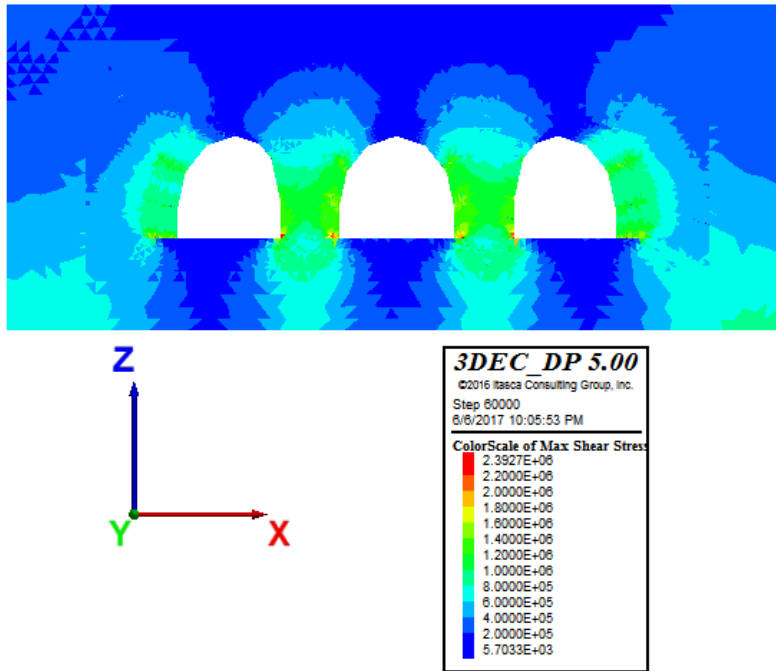 Z
Y
X
3DEC_DP 5.00
©2016 Itasca Consulting Group, Inc.
Step 60000
6/6/2017 10:05:53 PM
ColorScale of Max Shear Stress
2.3927E+06
2.2000E+06
2.0000E+06
1.8000E+06
1.6000E+06
1.4000E+06
1.2000E+06
1.0000E+06
8.0000E+05
6.0000E+05
4.0000E+05
2.0000E+05
5.7033E+03